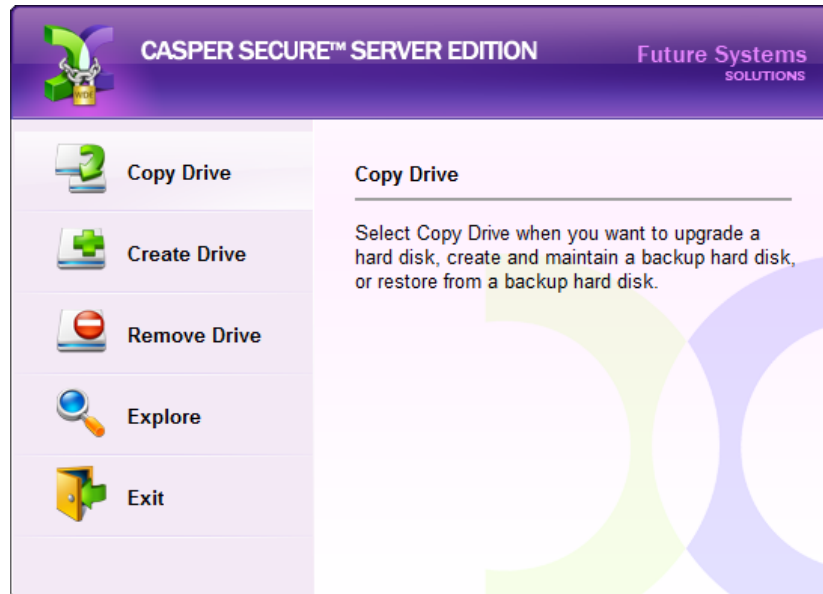 CASPER SECURE™ SERVER EDITION
Future Systems
SOLUTIONS
WDE
Copy Drive
Create Drive
Remove Drive
Explore
Exit
Copy Drive
Select Copy Drive when you want to upgrade a
hard disk, create and maintain a backup hard disk,
or restore from a backup hard disk.